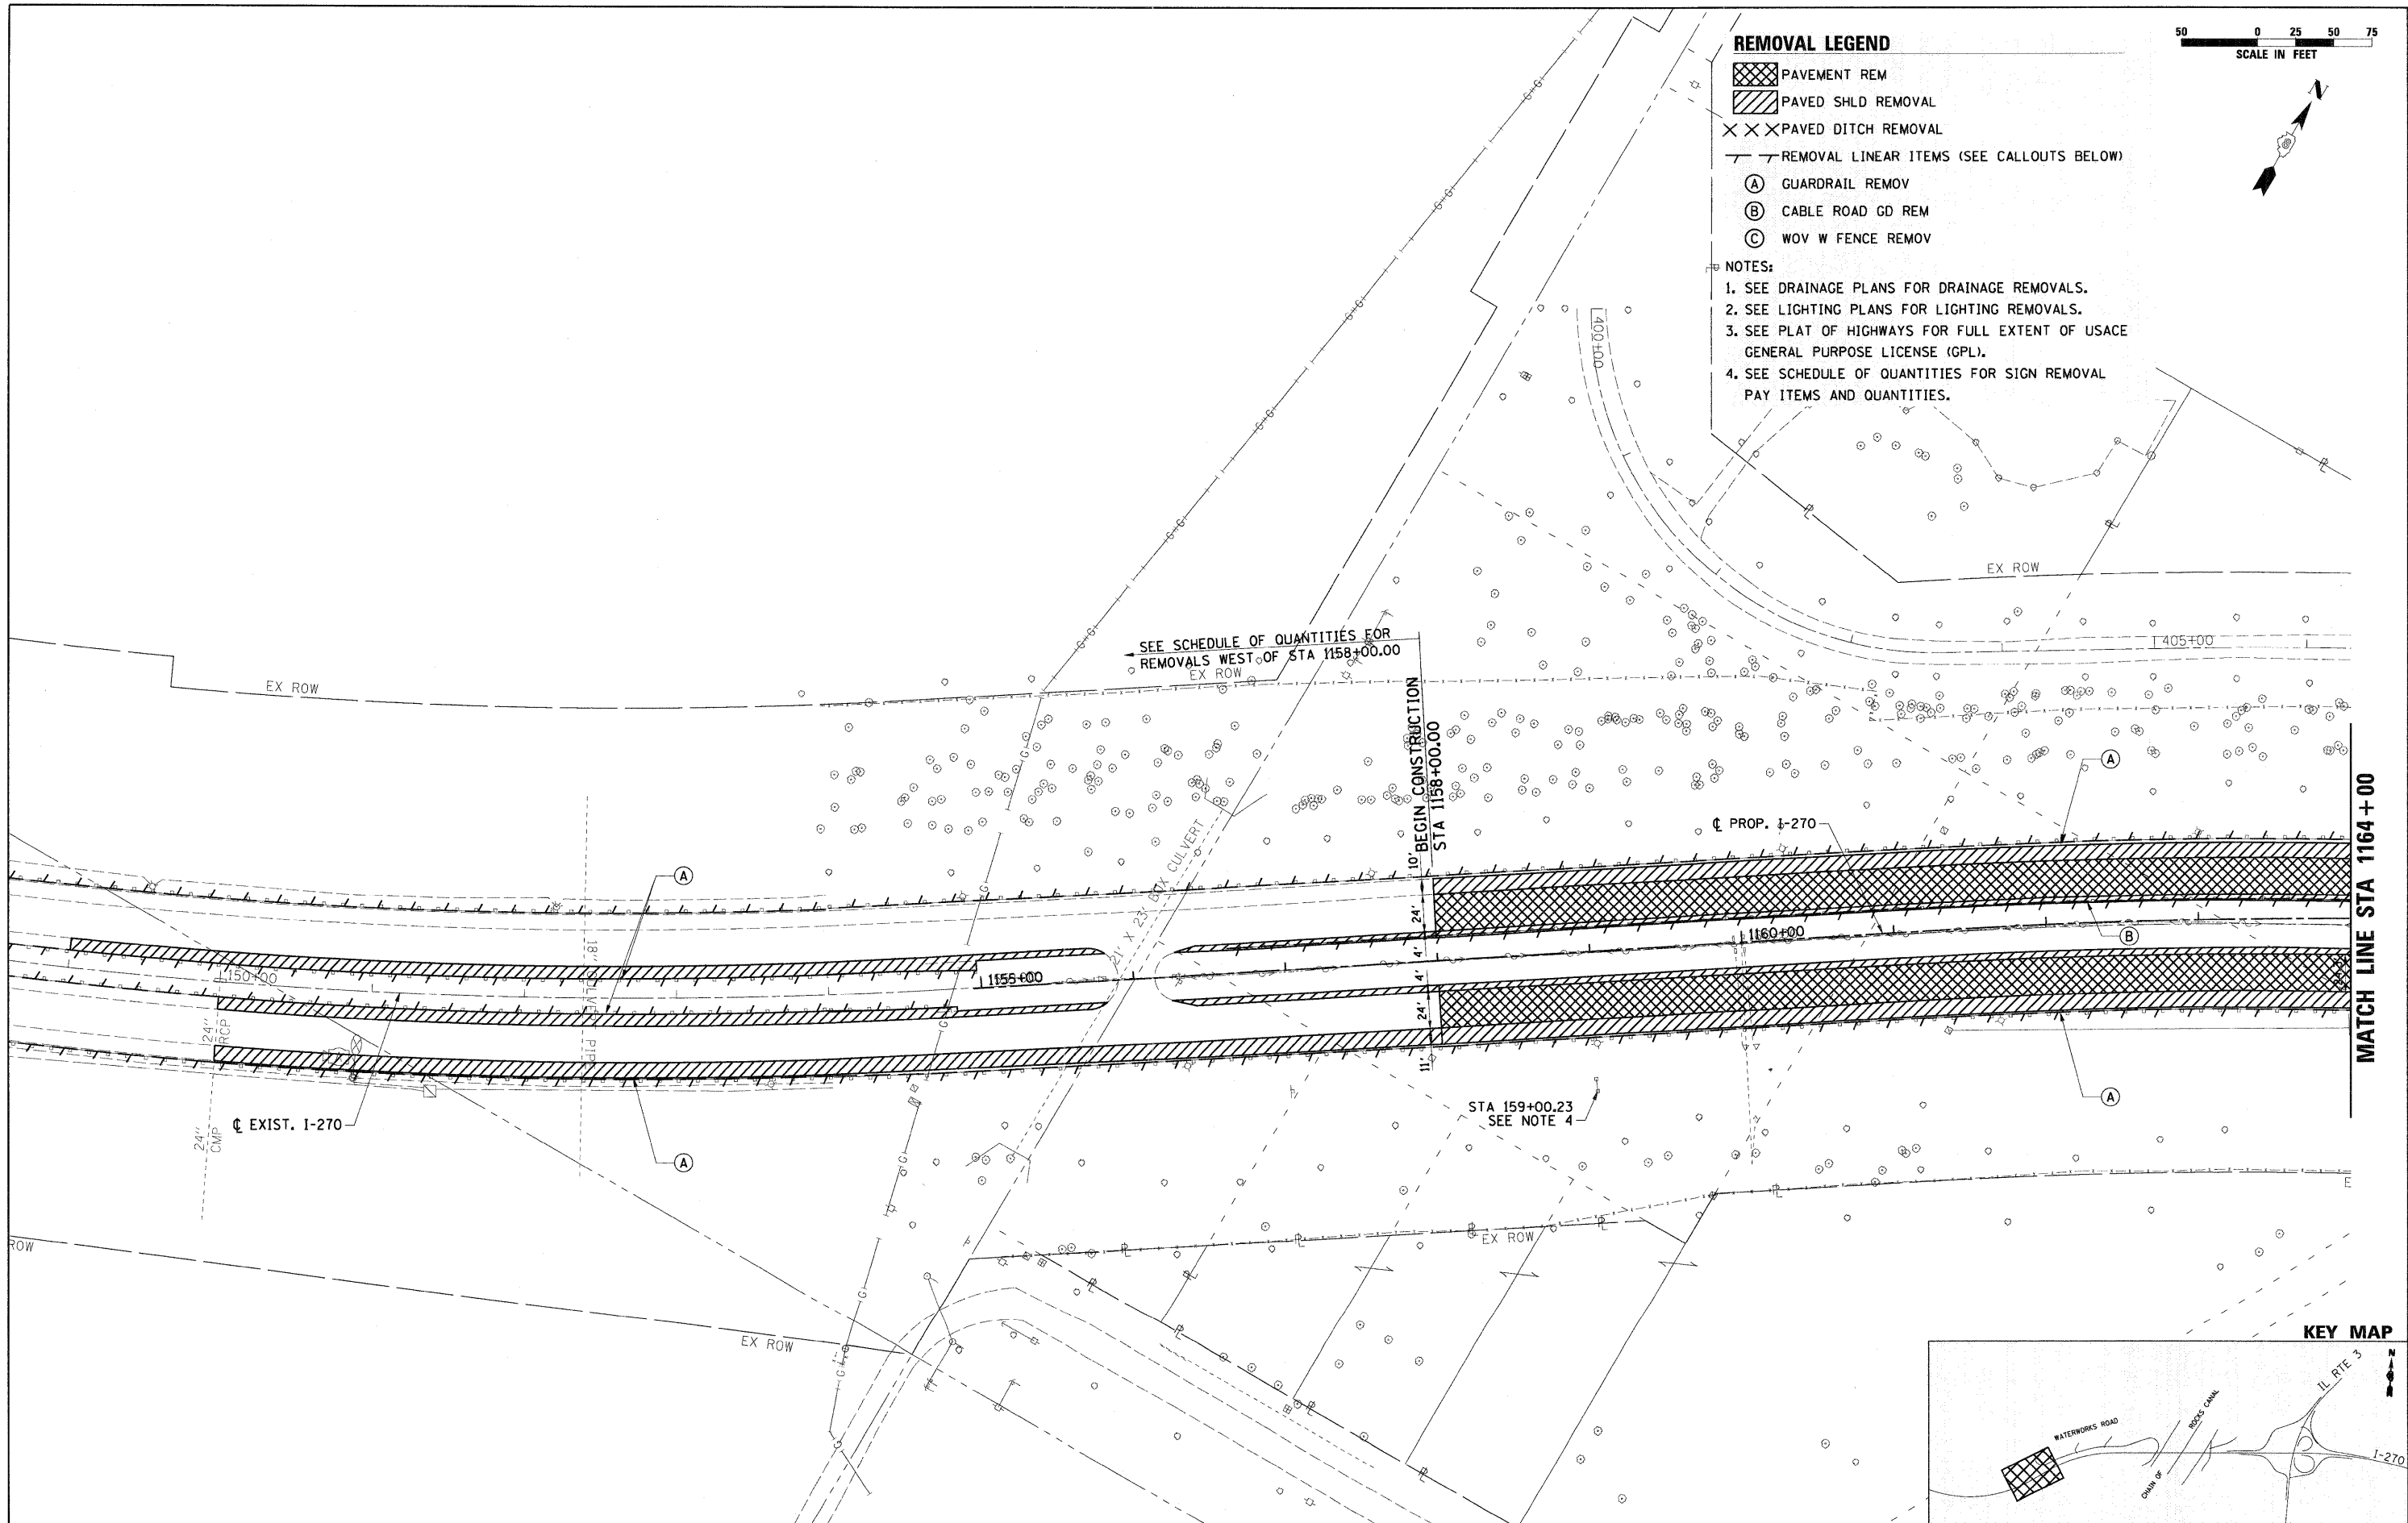 REMOVAL LEGEND
PAVEMENT REM
PAVED SHLD REMOVAL
PAVED DITCH REMOVAL
REMOVAL LINEAR ITEMS (SEE CALLOUTS BELOW)
A GUARDRAIL REMOV
B CABLE ROAD GD REM
C WOV W FENCE REMOV
NOTES:
1. SEE DRAINAGE PLANS FOR DRAINAGE REMOVALS.
2. SEE LIGHTING PLANS FOR LIGHTING REMOVALS.
3. SEE PLAT OF HIGHWAYS FOR FULL EXTENT OF USACE
GENERAL PURPOSE LICENSE (GPL).
4. SEE SCHEDULE OF QUANTITIES FOR SIGN REMOVAL
PAY ITEMS AND QUANTITIES.
50 0 25 50 75
SCALE IN FEET
N
400+00
EX ROW
405+00
SEE SCHEDULE OF QUANTITIES FOR
REMOVALS WEST OF STA 1158+00.00
EX ROW
EX ROW
BEGIN CONSTRUCTION
STA 1158+00.00
A
℄ PROP. I-270
MATCH LINE STA 1164+00
A
21' X 23' BOX CULVERT
10'
24'
4'
4'
24'
11'
1160+00
B
150+00
1155+00
18"
PIPE
24"
RCP
24"
CMP
℄ EXIST. I-270
A
STA 159+00.23
SEE NOTE 4
A
EX ROW
ROW
EX ROW
E
KEY MAP
N
IL RTE 3
WATERWORKS ROAD
CHAIN OF
ROCKS CANAL
I-270